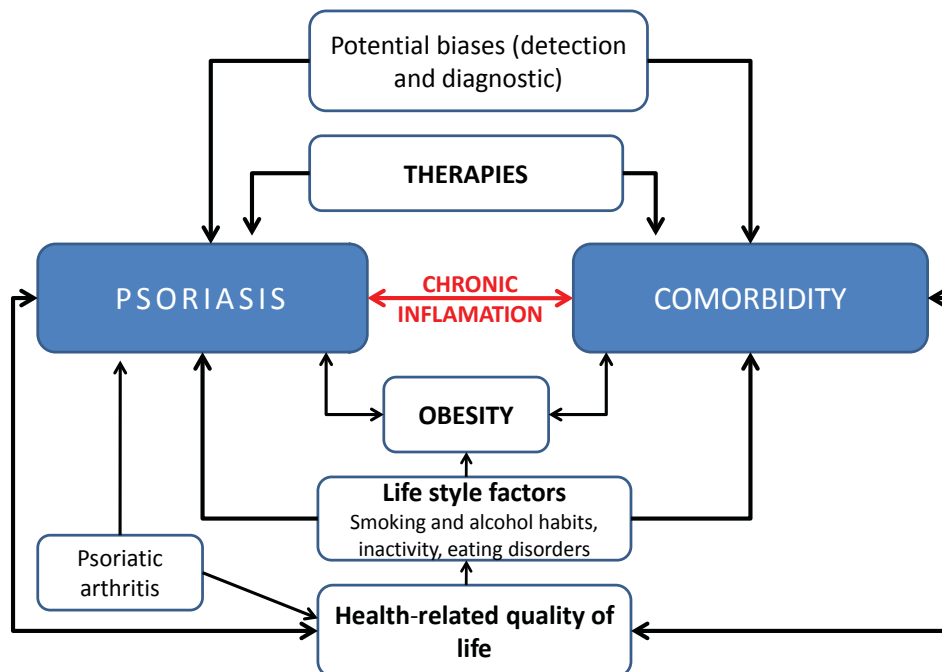 Potential biases (detection
and diagnostic)
THERAPIES
PSORIASIS
CHRONIC
INFLAMATION
COMORBIDITY
OBESITY
Life style factors
Smoking and alcohol habits,
inactivity, eating disorders
Psoriatic
arthritis
Health-related quality of
life